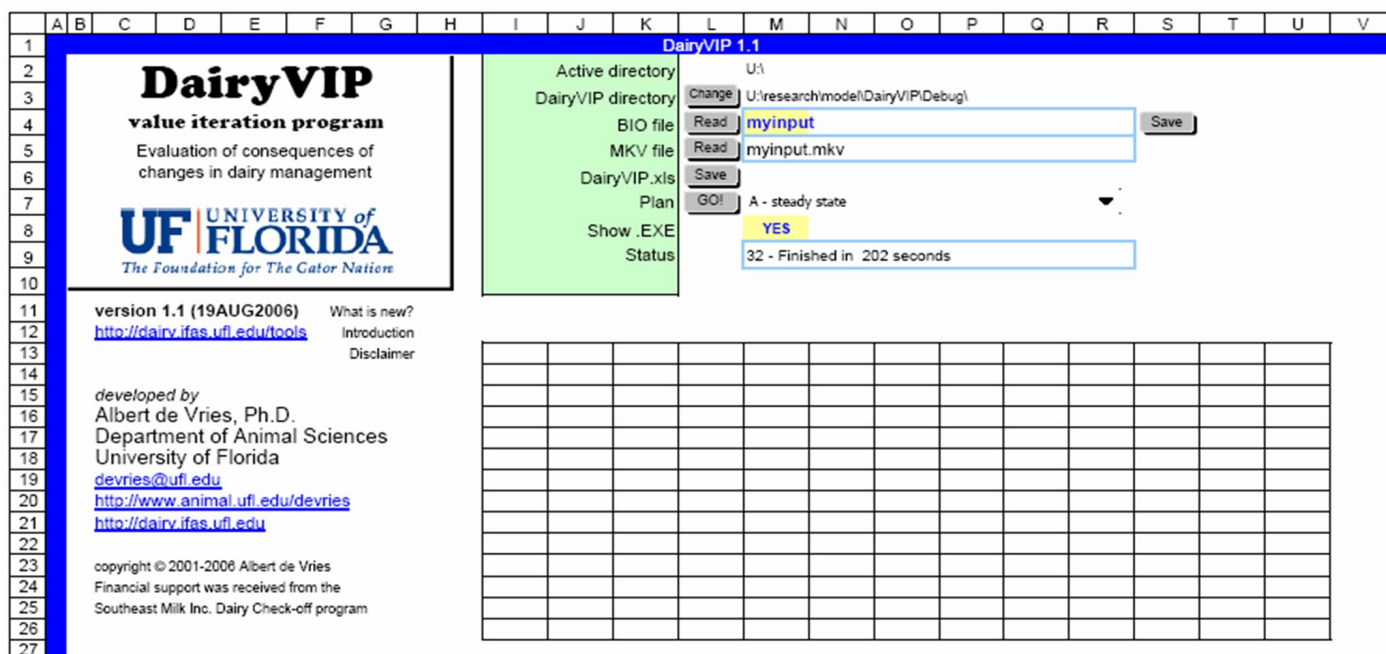 A B C D E F G H I J K L M N O P Q R S T U V
1 DairyVIP 1.1
2 DairyVIP Active directory U:\
3 DairyVIP directory Change U:\research\model\DairyVIP\Debug\
4 value iteration program BIO file Read myinput Save
5 Evaluation of consequences of MKV file Read myinput.mkv
6 changes in dairy management DairyVIP.xls Save
7 Plan GO! A - steady state
8 UF UNIVERSITY of FLORIDA Show .EXE YES
9 The Foundation for The Gator Nation Status 32 - Finished in 202 seconds
10
11 version 1.1 (19AUG2006) What is new?
12 http://dairy.ifas.ufl.edu/tools Introduction
13 Disclaimer
14
15 developed by
16 Albert de Vries, Ph.D.
17 Department of Animal Sciences
18 University of Florida
19 devries@ufl.edu
20 http://www.animal.ufl.edu/devries
21 http://dairy.ifas.ufl.edu
22
23 copyright © 2001-2006 Albert de Vries
24 Financial support was received from the
25 Southeast Milk Inc. Dairy Check-off program
26
27